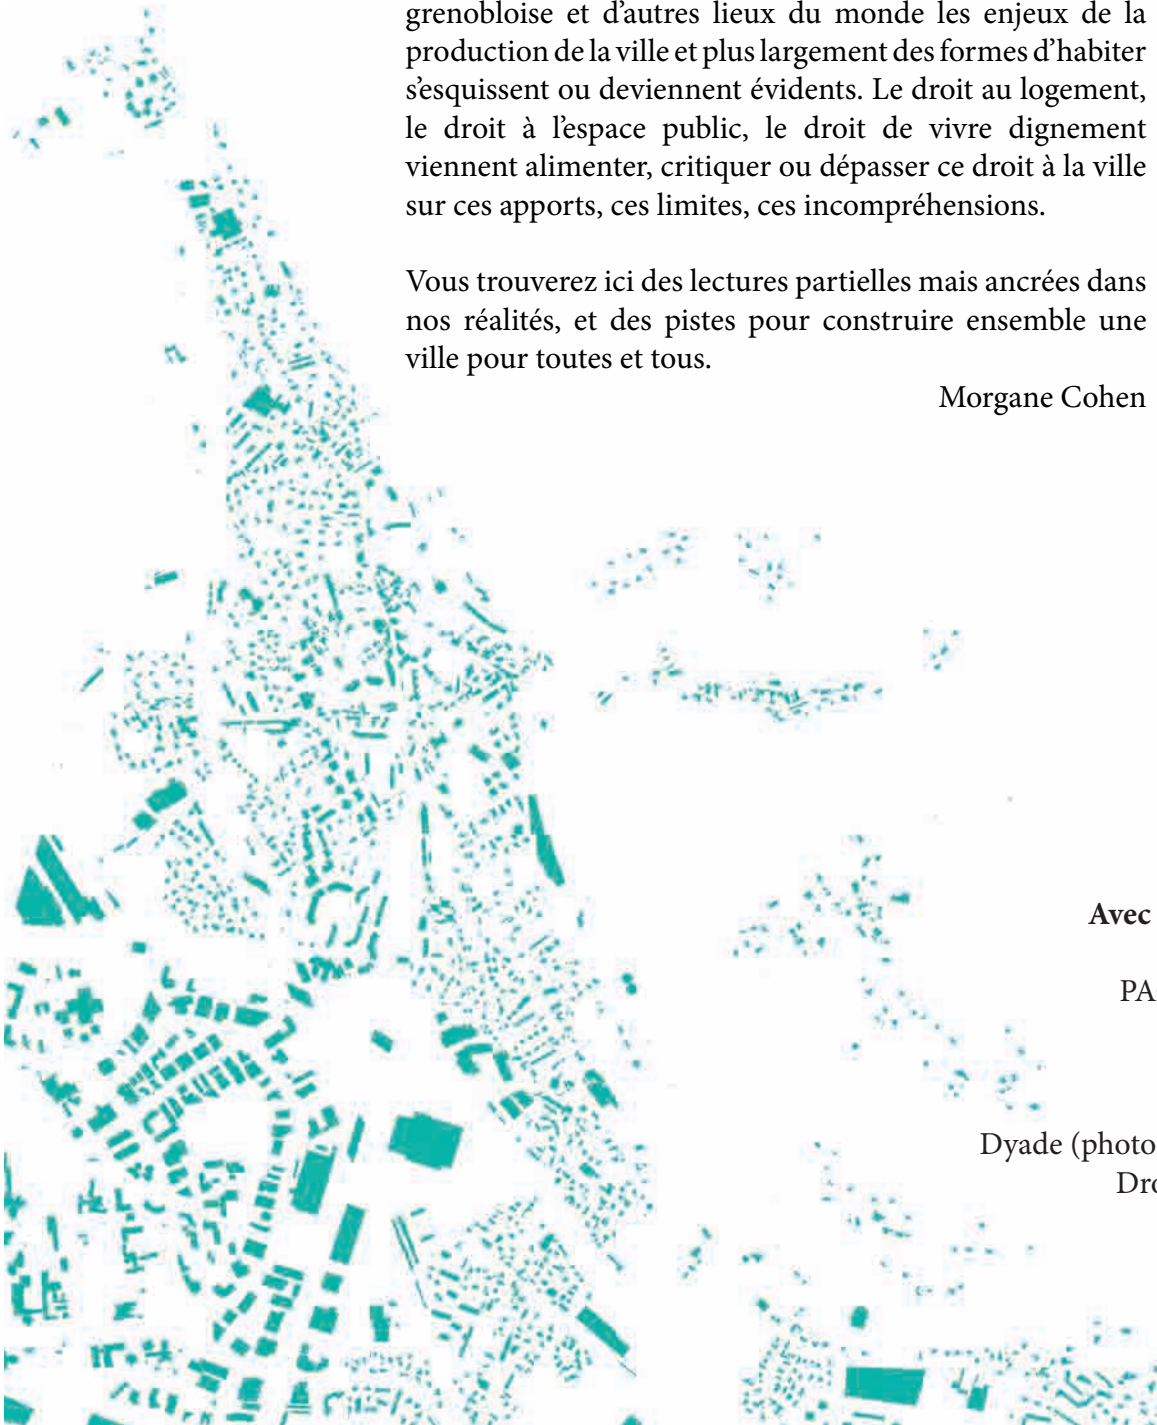 grenobloise et d'autres lieux du monde les enjeux de la
production de la ville et plus largement des formes d'habiter
s'esquissent ou deviennent évidents. Le droit au logement,
le droit à l'espace public, le droit de vivre dignement
viennent alimenter, critiquer ou dépasser ce droit à la ville
sur ces apports, ces limites, ces incompréhensions.
Vous trouverez ici des lectures partielles mais ancrées dans
nos réalités, et des pistes pour construire ensemble une
ville pour toutes et tous.
Morgane Cohen
Avec
PA
Dyade (photo
Dro